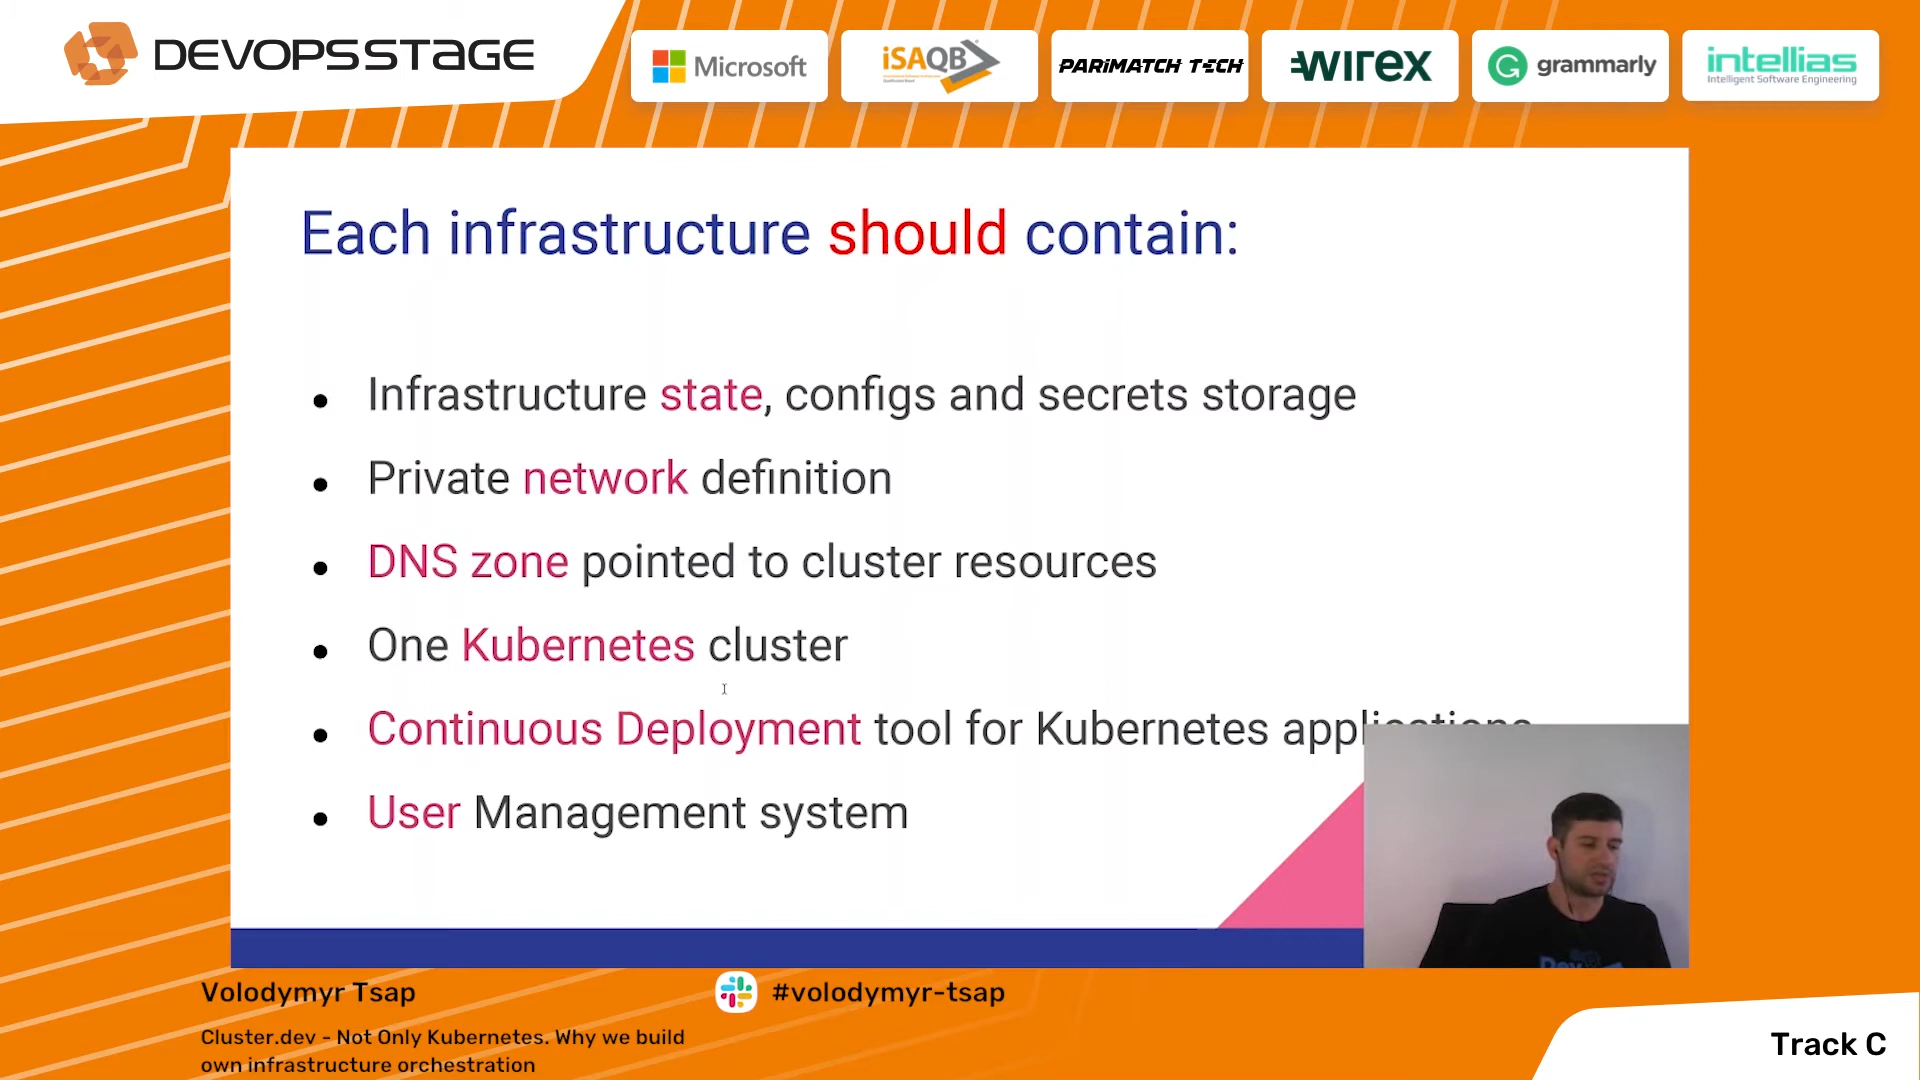 DEVOPSSTAGE
Microsoft
iSAQB
PARIMATCH TECH
WIREX
grammarly
intellias
Intelligent Software Engineering
Each infrastructure should contain:
Infrastructure state, configs and secrets storage
Private network definition
DNS zone pointed to cluster resources
One Kubernetes cluster
Continuous Deployment tool for Kubernetes applications
User Management system
Volodymyr Tsap
#volodymyr-tsap
Cluster.dev - Not Only Kubernetes. Why we build
own infrastructure orchestration
Track C